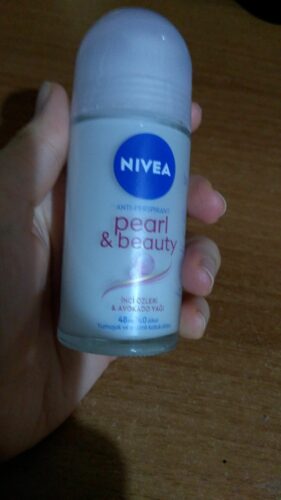 NIVEA
ANTI-PERSPIRANT
pearl
& beauty
İNCİ ÖZLERİ
& AVOKADO YAĞI
48